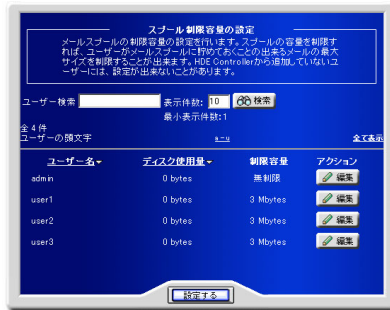 スプール制限容量の設定
メールスプールの制限容量の設定を行います。スプールの容量を制限す
れば、ユーザーがメールスプールに貯めておくことの出来るメールの最大
サイズを制限することが出来ます。HDE Controllerから追加していないユ
ーザーには、設定が出来ないことがあります。
ユーザー検索 表示件数: 10 検索
最小表示件数:1
全4件
ユーザーの頭文字 a-u 全て表示
ユーザー名 ディスク使用量 制限容量 アクション
admin 0 bytes 無制限 編集
user1 0 bytes 3 Mbytes 編集
user2 0 bytes 3 Mbytes 編集
user3 0 bytes 3 Mbytes 編集
設定する